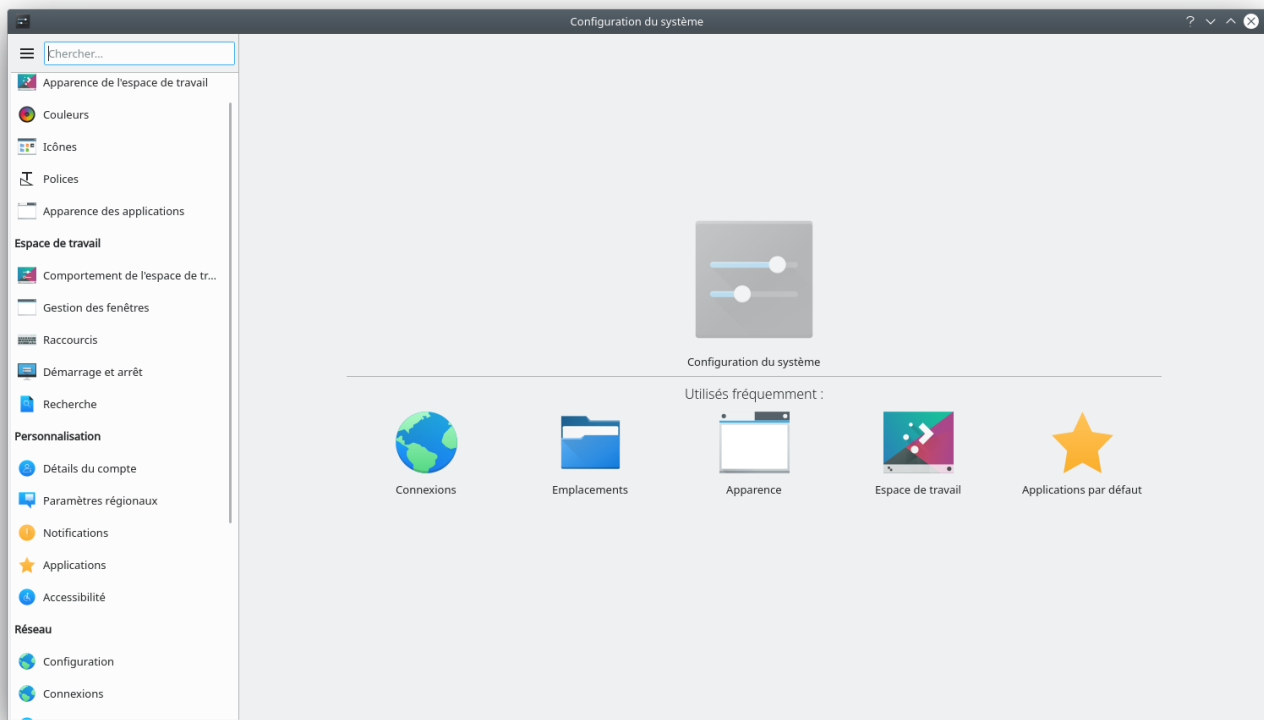 Configuration du système
Chercher...
Apparence de l'espace de travail
Couleurs
Icônes
Polices
Apparence des applications
Espace de travail
Comportement de l'espace de tr...
Gestion des fenêtres
Raccourcis
Démarrage et arrêt
Recherche
Personnalisation
Détails du compte
Paramètres régionaux
Notifications
Applications
Accessibilité
Réseau
Configuration
Connexions
Configuration du système
Utilisés fréquemment :
Connexions
Emplacements
Apparence
Espace de travail
Applications par défaut